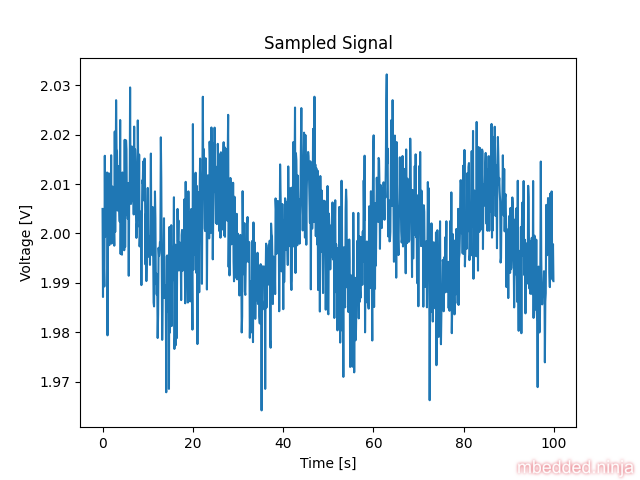 Sampled Signal
Voltage [V]
2.03
2.02
2.01
2.00
1.99
1.98
1.97
0 20 40 60 80 100
Time [s]
mbedded.ninja